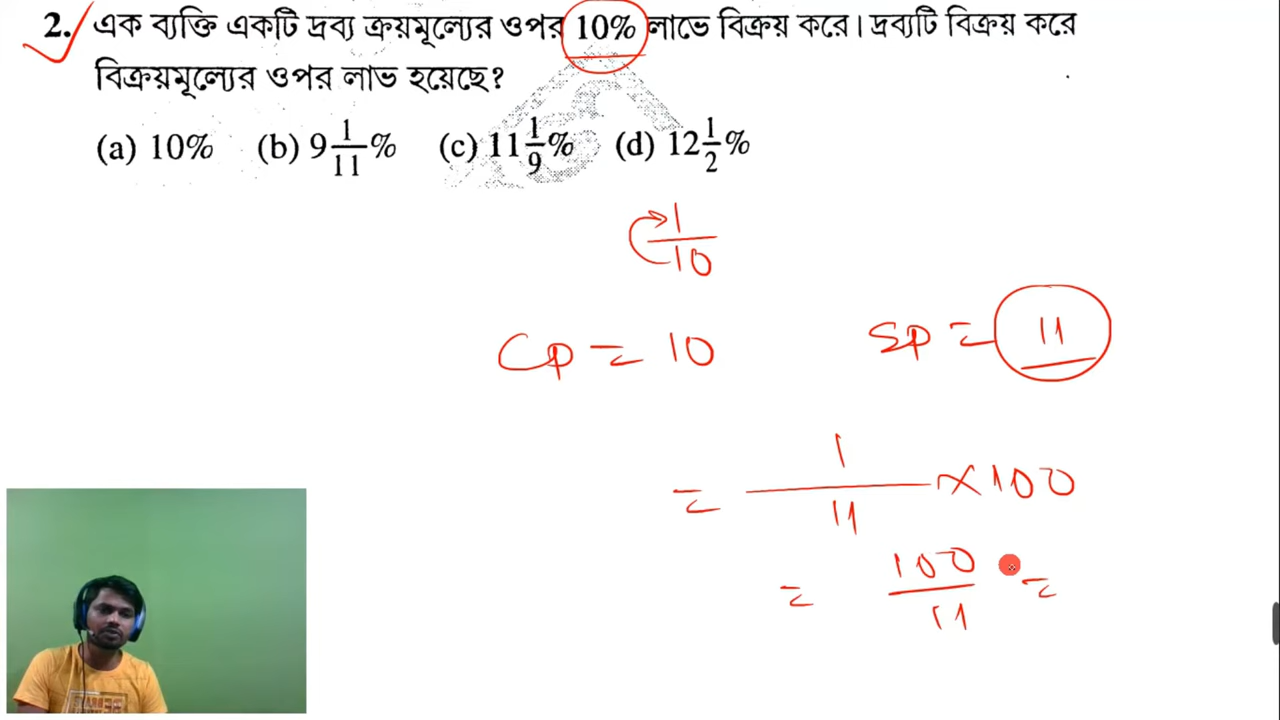 2. এক ব্যক্তি একটি দ্রব্য ক্রয়মূল্যের ওপর 10% লাভে বিক্রয় করে। দ্রব্যটি বিক্রয় করে
বিক্রয়মূল্যের ওপর লাভ হয়েছে?
(a) 10% (b) 9 1/11% (c) 11 1/9% (d) 12 1/2%
1/10
CP = 10 SP = 11
= 1/11 × 100
= 100/11 =